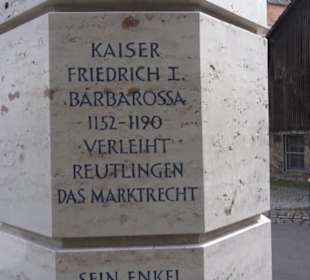 KAISER
FRIEDRICH I.
BARBAROSSA
1152-1190
VERLEIHT
REUTLINGEN
DAS MARKTRECHT
SEIN ENKEL